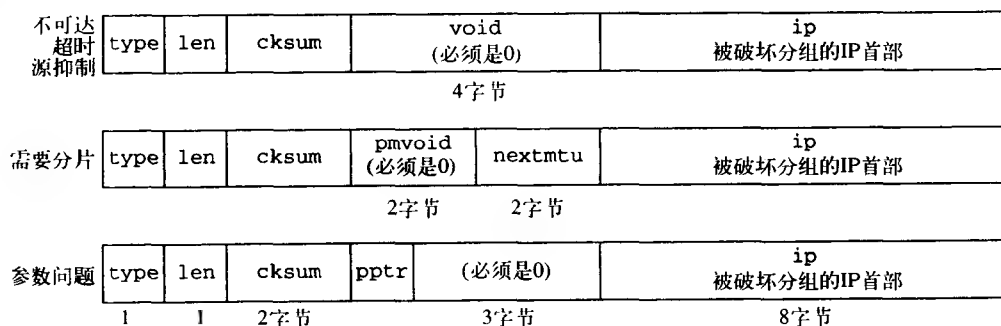 不可达
超时
源抑制
type len cksum void ip
(必须是0) 被破坏分组的IP首部
4字节
需要分片 type len cksum pmvoid nextmtu ip
(必须是0) 被破坏分组的IP首部
2字节 2字节
参数问题 type len cksum pptr (必须是0) ip
被破坏分组的IP首部
1 1 2字节 3字节 8字节